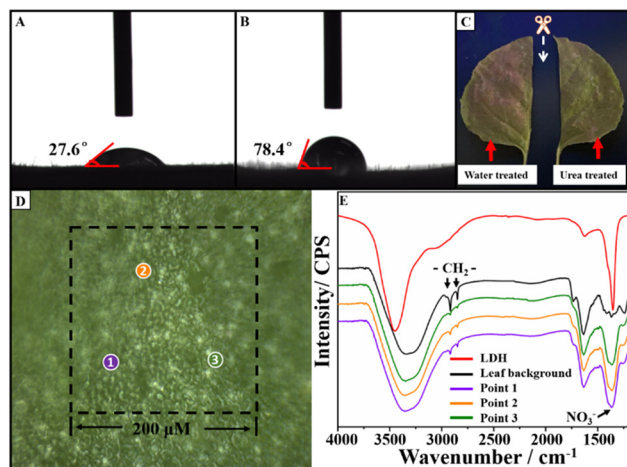 A
27.6°
B
78.4°
C
Water treated
Urea treated
D
2
1
3
200 μM
E
Intensity/ CPS
- CH₂ -
LDH
Leaf background
Point 1
Point 2
Point 3
NO₃⁻
4000 3500 3000 2500 2000 1500 1000
Wavenumber / cm⁻¹